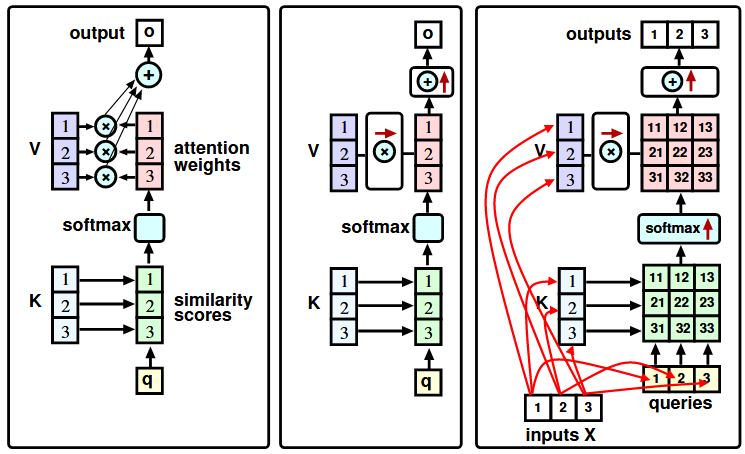 output o
+
V 1 × 1 attention
2 × 2 weights
3 × 3
softmax
K 1 1 similarity
2 2 scores
3 3
q
o
+
V 1 × 1
2 2
3 3
softmax
K 1 1
2 2
3 3
q
outputs 1 2 3
+
V 1 × 11 12 13
2 21 22 23
3 31 32 33
softmax
K 1 11 12 13
2 21 22 23
3 31 32 33
1 2 3
queries
1 2 3
inputs X